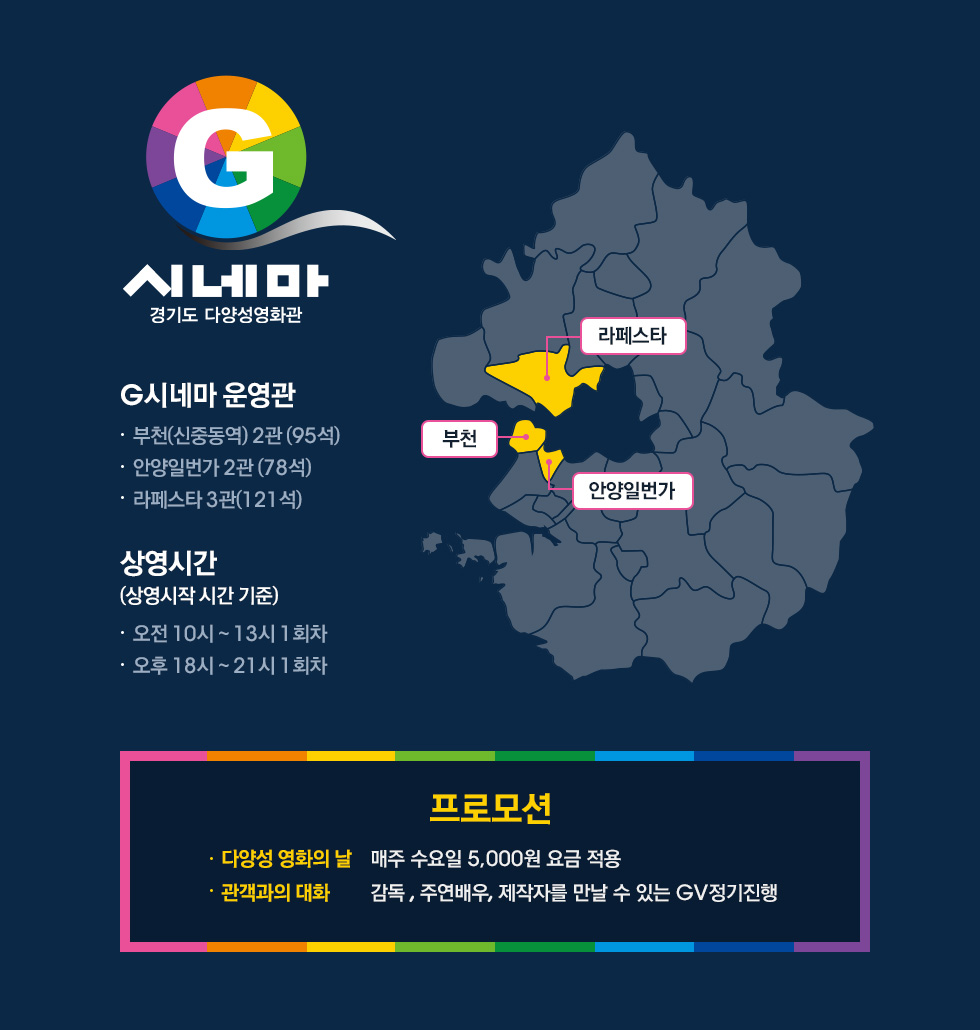 G
시네마
경기도 다양성영화관
라페스타
부천
안양일번가
G시네마 운영관
· 부천(신중동역) 2관 (95석)
· 안양일번가 2관 (78석)
· 라페스타 3관(121석)
상영시간
(상영시작 시간 기준)
· 오전 10시 ~ 13시 1회차
· 오후 18시 ~ 21시 1회차
프로모션
· 다양성 영화의 날 매주 수요일 5,000원 요금 적용
· 관객과의 대화 감독 , 주연배우, 제작자를 만날 수 있는 GV정기진행